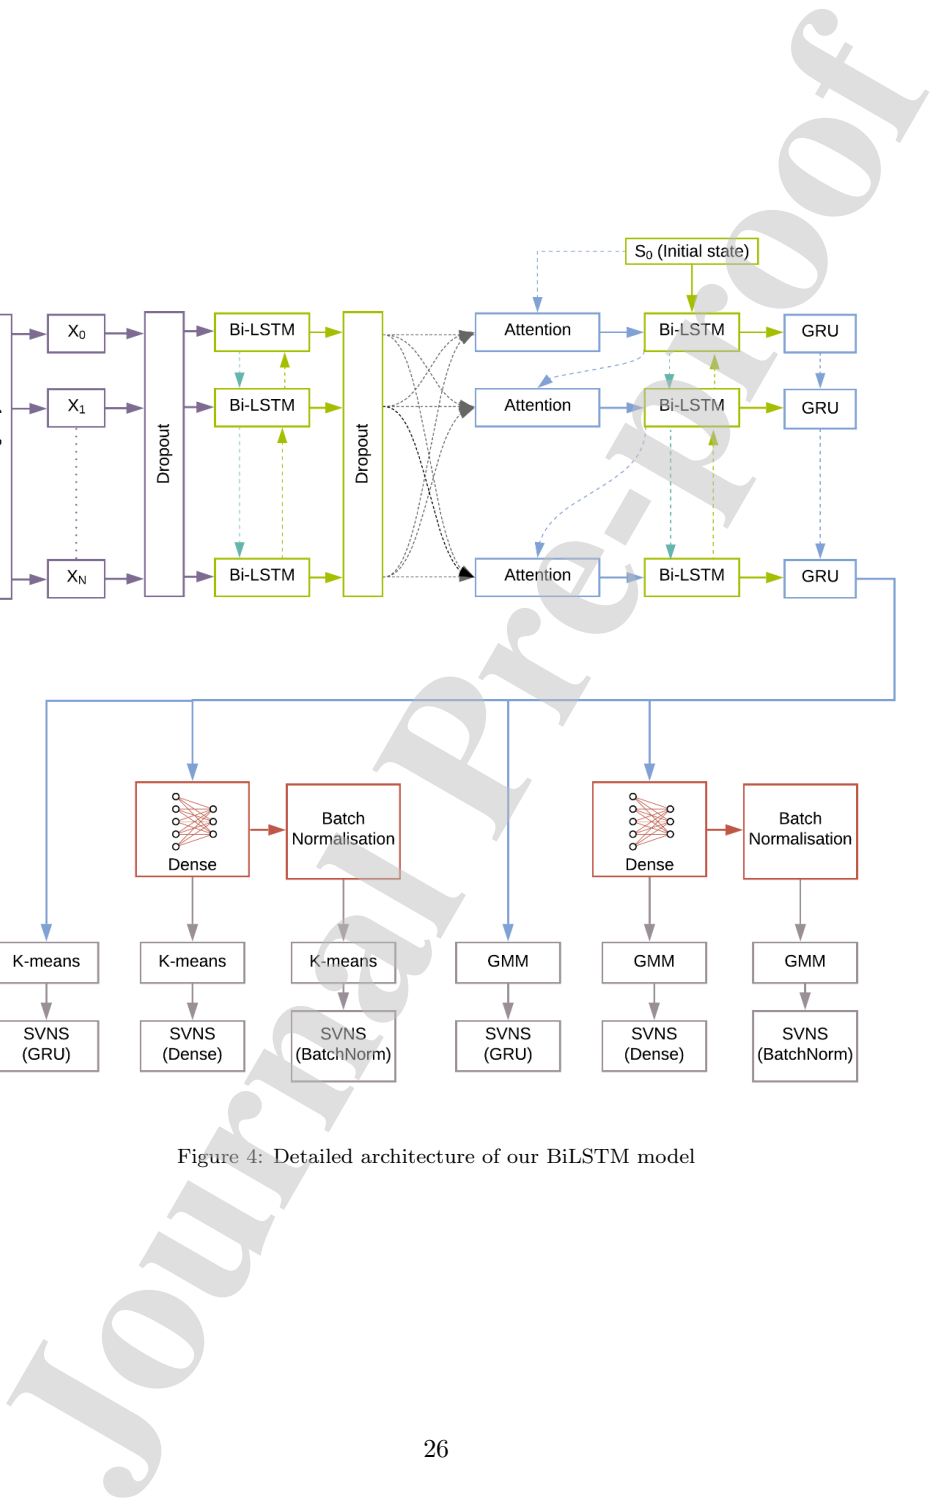 S₀ (Initial state)
X₀
Dropout
Bi-LSTM
Dropout
Attention
Bi-LSTM
GRU
X₁
Bi-LSTM
Attention
Bi-LSTM
GRU
X_N
Bi-LSTM
Attention
Bi-LSTM
GRU
Dense
Batch
Normalisation
Dense
Batch
Normalisation
K-means
K-means
K-means
GMM
GMM
GMM
SVNS
(GRU)
SVNS
(Dense)
SVNS
(BatchNorm)
SVNS
(GRU)
SVNS
(Dense)
SVNS
(BatchNorm)
Figure 4: Detailed architecture of our BiLSTM model
26
Journal Pre-proof